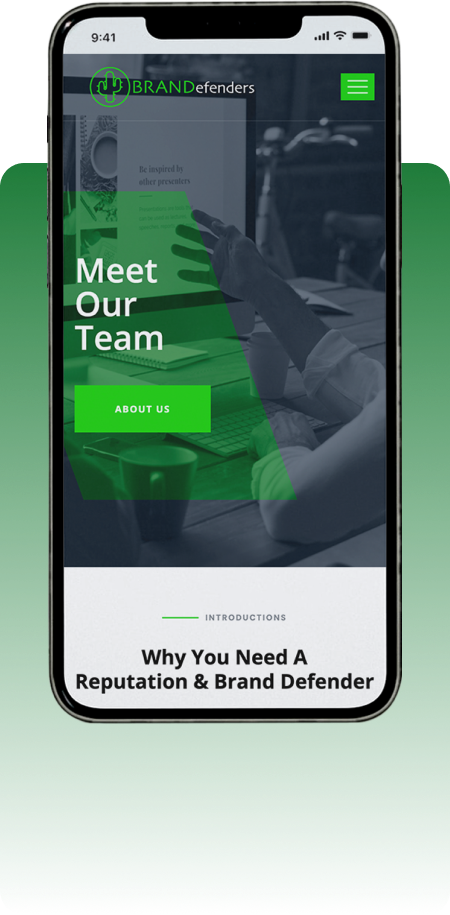 9:41
BRANDefenders
Be inspired by
other presenters
Meet
Our
Team
ABOUT US
INTRODUCTIONS
Why You Need A
Reputation & Brand Defender